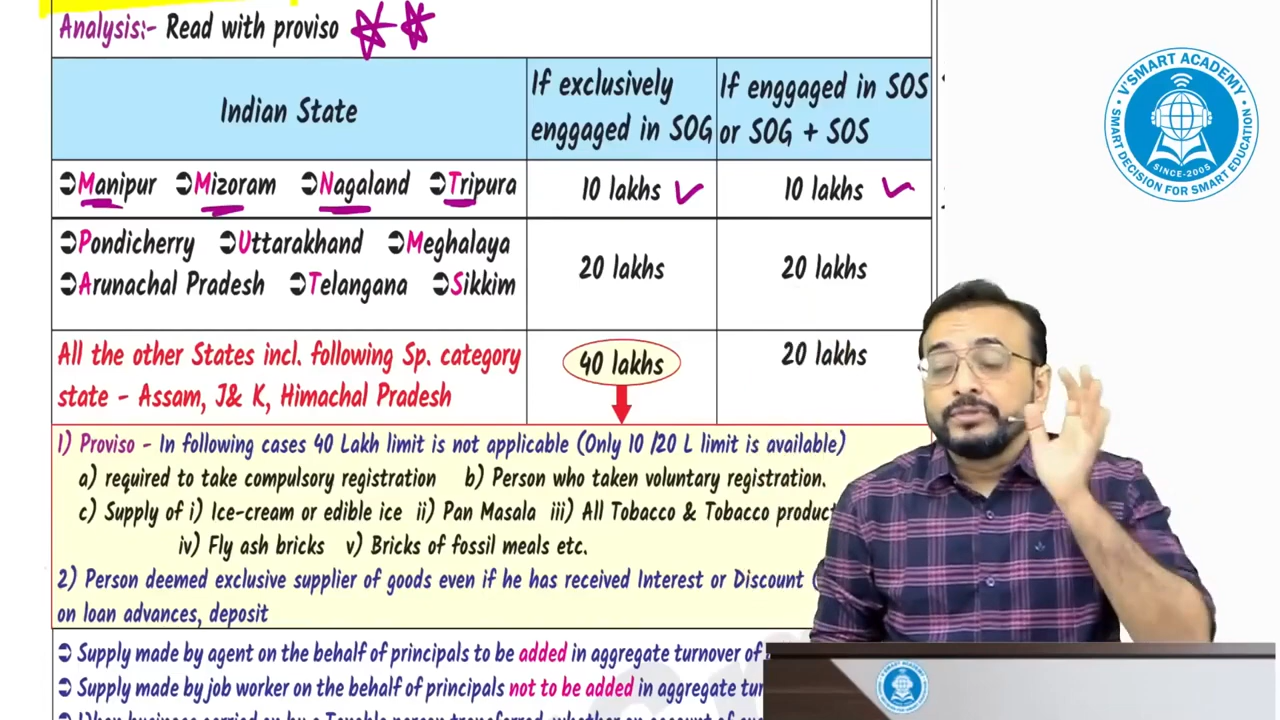 Analysis:- Read with proviso
Indian State
If exclusively
enggaged in SOG
If enggaged in SOS
or SOG + SOS
➲Manipur ➲Mizoram ➲Nagaland ➲Tripura
10 lakhs
10 lakhs
➲Pondicherry ➲Uttarakhand ➲Meghalaya
➲Arunachal Pradesh ➲Telangana ➲Sikkim
20 lakhs
20 lakhs
All the other States incl. following Sp. category
state - Assam, J& K, Himachal Pradesh
40 lakhs
20 lakhs
1) Proviso - In following cases 40 Lakh limit is not applicable (Only 10 /20 L limit is available)
a) required to take compulsory registration b) Person who taken voluntary registration.
c) Supply of i) Ice-cream or edible ice ii) Pan Masala iii) All Tobacco & Tobacco product
iv) Fly ash bricks v) Bricks of fossil meals etc.
2) Person deemed exclusive supplier of goods even if he has received Interest or Discount (
on loan advances, deposit
➲ Supply made by agent on the behalf of principals to be added in aggregate turnover of
➲ Supply made by job worker on the behalf of principals not to be added in aggregate tur
V'SMART ACADEMY
SINCE-2005
SMART DECISION FOR SMART EDUCATION